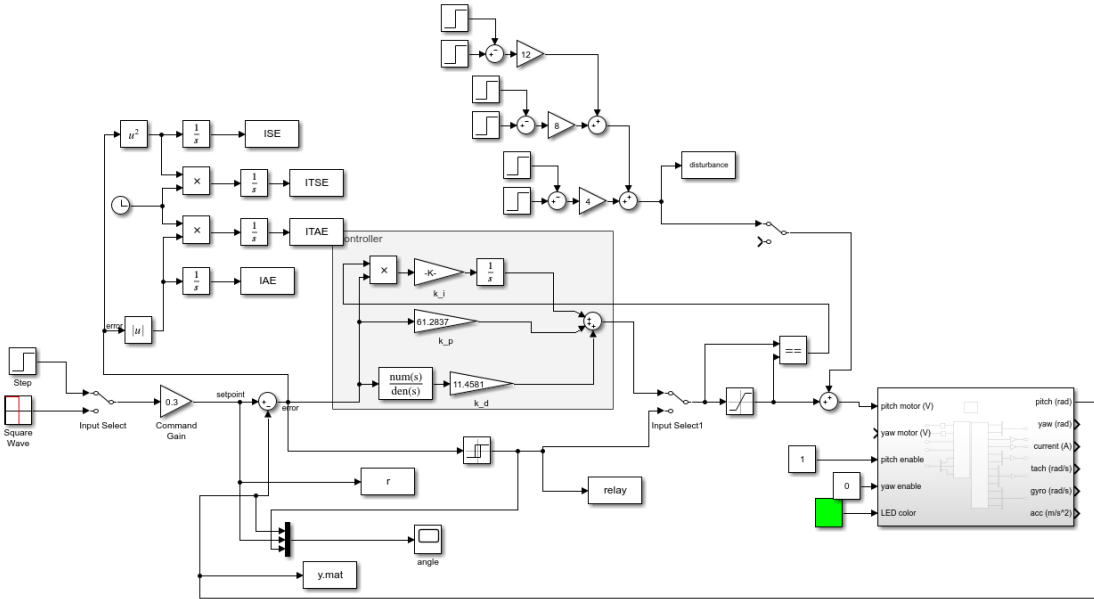 12
8
4
disturbance
u²
1
s
ISE
×
1
s
ITSE
×
1
s
ITAE
1
s
IAE
error
|u|
ontroller
×
-K-
1
s
k_i
61.2837
k_p
num(s)
den(s)
11.4581
k_d
==
Step
Square
Wave
Input Select
0.3
Command
Gain
setpoint
error
Input Select1
r
relay
angle
y.mat
1
0
pitch motor (V)
yaw motor (V)
pitch enable
yaw enable
LED color
pitch (rad)
yaw (rad)
current (A)
tach (rad/s)
gyro (rad/s)
acc (m/s^2)